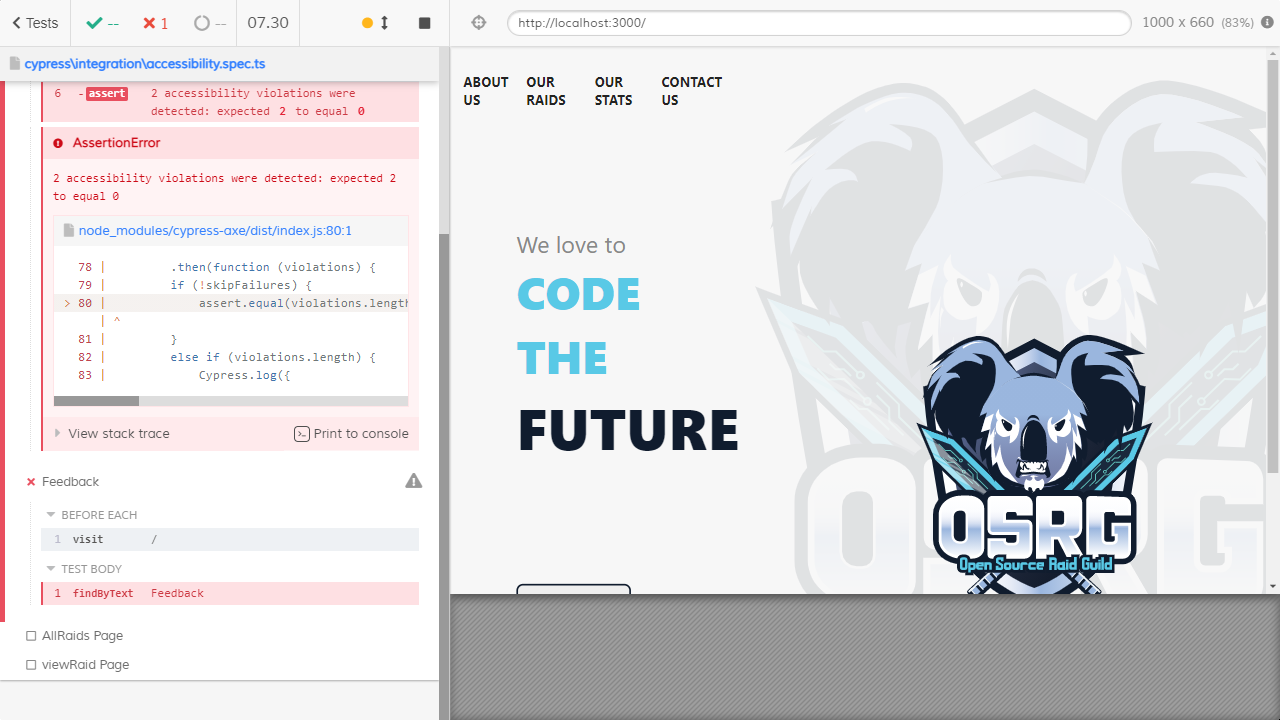 Tests
--
1
--
07.30
http://localhost:3000/
1000 x 660 (83%)
cypress\integration\accessibility.spec.ts
6 -assert 2 accessibility violations were
detected: expected 2 to equal 0
AssertionError
2 accessibility violations were detected: expected 2
to equal 0
node_modules/cypress-axe/dist/index.js:80:1
78 | .then(function (violations) {
79 | if (!skipFailures) {
> 80 | assert.equal(violations.length
| ^
81 | }
82 | else if (violations.length) {
83 | Cypress.log({
View stack trace
Print to console
Feedback
BEFORE EACH
1 visit /
TEST BODY
1 findByText Feedback
AllRaids Page
viewRaid Page
ABOUT
US
OUR
RAIDS
OUR
STATS
CONTACT
US
We love to
CODE
THE
FUTURE
OSRG
OSRG
Open Source Raid Guild